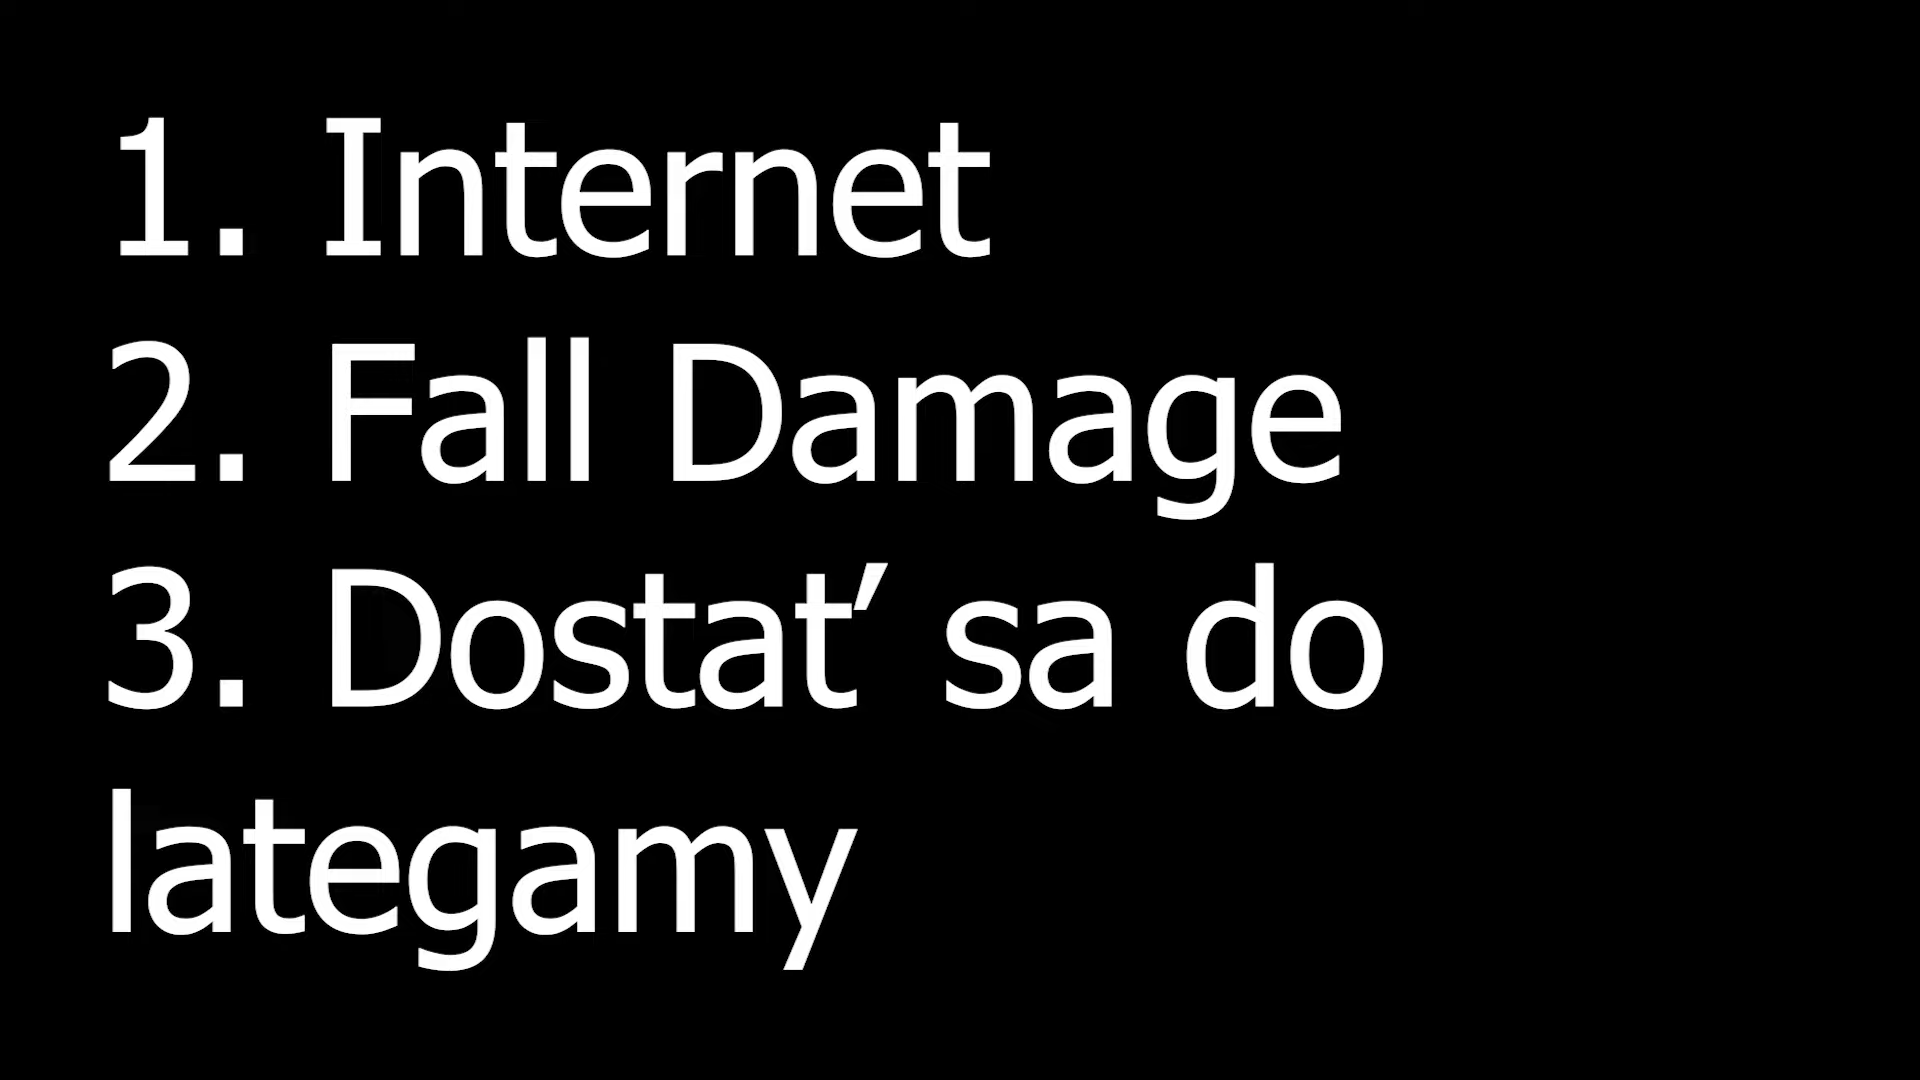 1. Internet
2. Fall Damage
3. Dostať sa do
lategamy